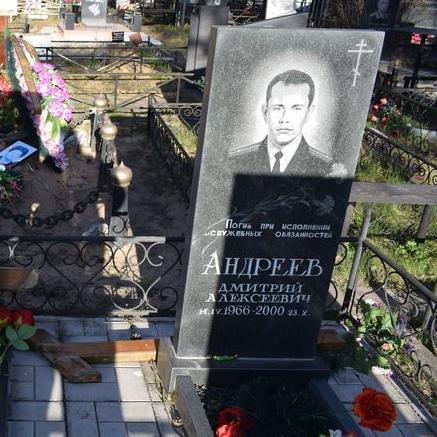 Погиб при исполнении
служебных обязанностей
Андреев
Дмитрий
Алексеевич
14.IV.1966-2000 23.X.